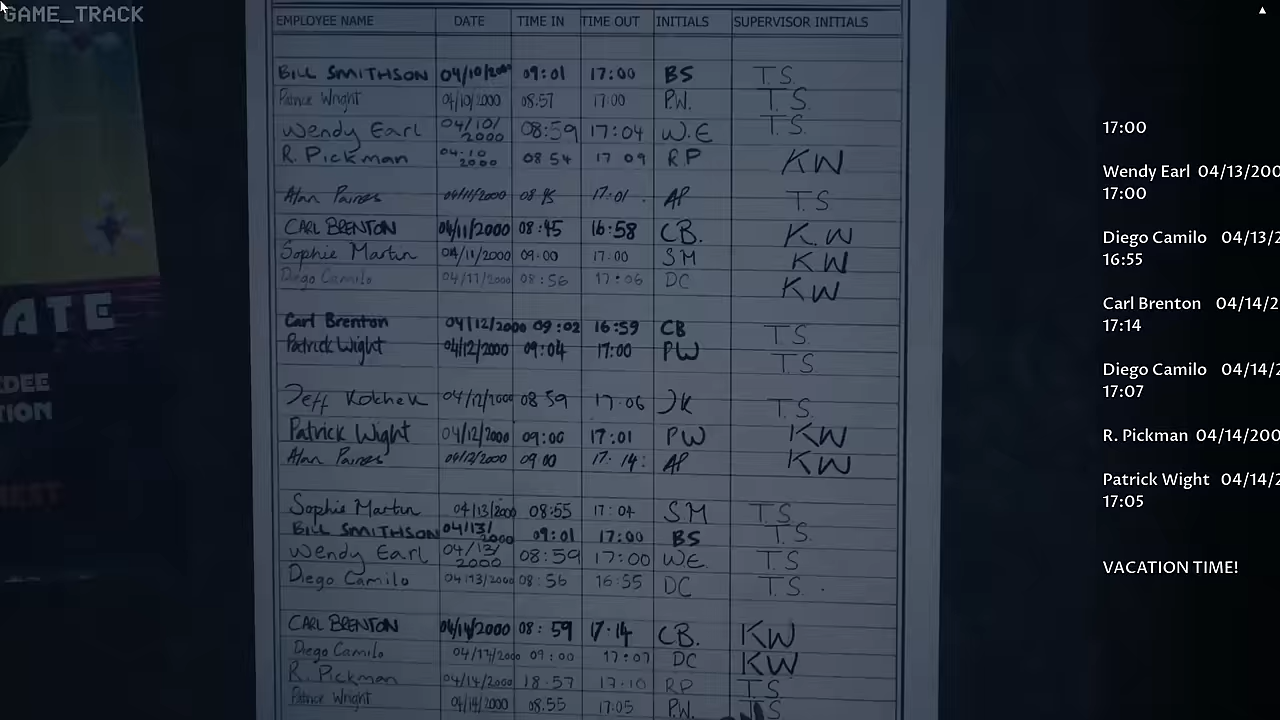 GAME_TRACK
EMPLOYEE NAME DATE TIME IN TIME OUT INITIALS SUPERVISOR INITIALS
BILL SMITHSON 04/10/2000 09:01 17:00 BS T.S.
Patrice Wright 04/10/2000 08:57 17:00 P.W. T.S.
Wendy Earl 04/10/2000 08:59 17:04 W.E T.S.
R. Pickman 04.10 2000 08 54 17 09 RP KW
Alan Paines 04/11/2000 17:01 AP TS
CARL BRENTON 04/11/2000 08:45 16:58 CB. K.W
Sophie Martin 04/11/2000 09:00 17:00 SM KW
Diego Camilo 04/11/2000 08:56 17:06 DC KW
Carl Brenton 04/12/2000 09:02 16:59 CB T.S
Patrick Wight 04/12/2000 09:04 17:00 PW T.S
Jeff 04/12/2000 08 59 17.06 JK T.S.
Patrick Wight 04/12/2000 09:00 17:01 PW KW
Alan Paines 04/12/2000 09 00 17:14: AP KW
Sophie Martin 04/13/2000 08:55 17:04 SM T.S
BILL SMITHSON 04/13/2000 09:01 17:00 BS T.S.
Wendy Earl 04/13/2000 08:59 17:00 WE. T.S
Diego Camilo 04/13/2000 08:56 16:55 DC T.S.
CARL BRENTON 04/14/2000 08:59 17:14 CB. KW
Diego Camilo 09:00 17:07 DC KW
R. Pickman 04/14/2000 18:57 17:10 RP T.S.
Patrice Wright 04/14/2000 08:55 17:05 P.W. TS
ATE
DEE
ION
17:00
Wendy Earl 04/13/200
17:00
Diego Camilo 04/13/2
16:55
Carl Brenton 04/14/2
17:14
Diego Camilo 04/14/2
17:07
R. Pickman 04/14/200
Patrick Wight 04/14/2
17:05
VACATION TIME!